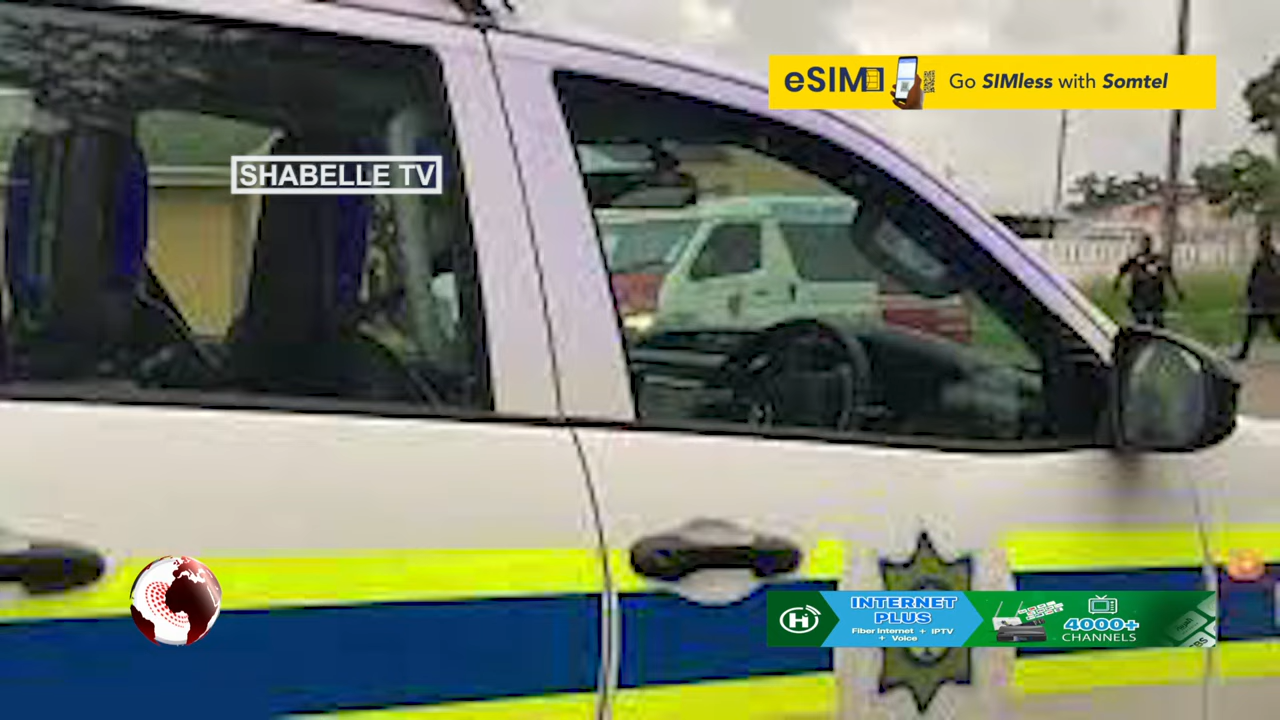 eSIM
Go SIMless with Somtel
SHABELLE TV
H
INTERNET
PLUS
Fiber Internet + IPTV
+ Voice
4000+
CHANNELS